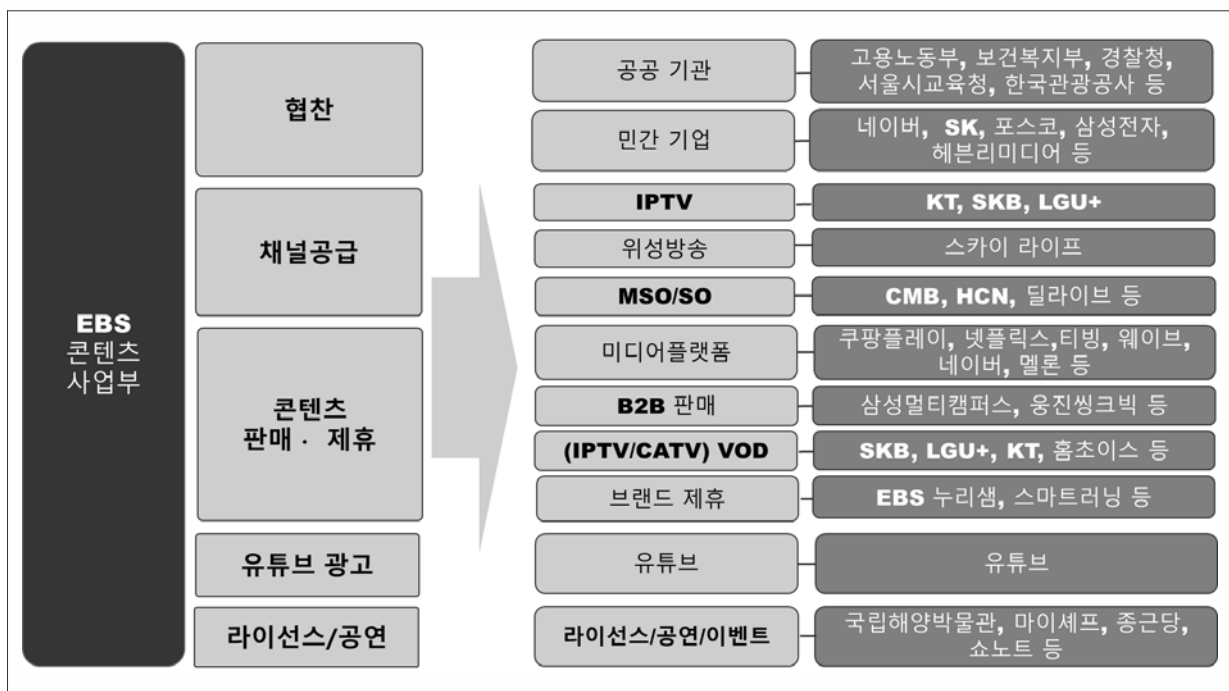 EBS
콘텐츠
사업부
협찬
채널공급
콘텐츠
판매 · 제휴
유튜브 광고
라이선스/공연
공공 기관
고용노동부, 보건복지부, 경찰청,
서울시교육청, 한국관광공사 등
민간 기업
네이버, SK, 포스코, 삼성전자,
헤븐리미디어 등
IPTV
KT, SKB, LGU+
위성방송
스카이 라이프
MSO/SO
CMB, HCN, 딜라이브 등
미디어플랫폼
쿠팡플레이, 넷플릭스,티빙, 웨이브,
네이버, 멜론 등
B2B 판매
삼성멀티캠퍼스, 웅진씽크빅 등
(IPTV/CATV) VOD
SKB, LGU+, KT, 홈초이스 등
브랜드 제휴
EBS 누리샘, 스마트러닝 등
유튜브
유튜브
라이선스/공연/이벤트
국립해양박물관, 마이셰프, 종근당,
쇼노트 등